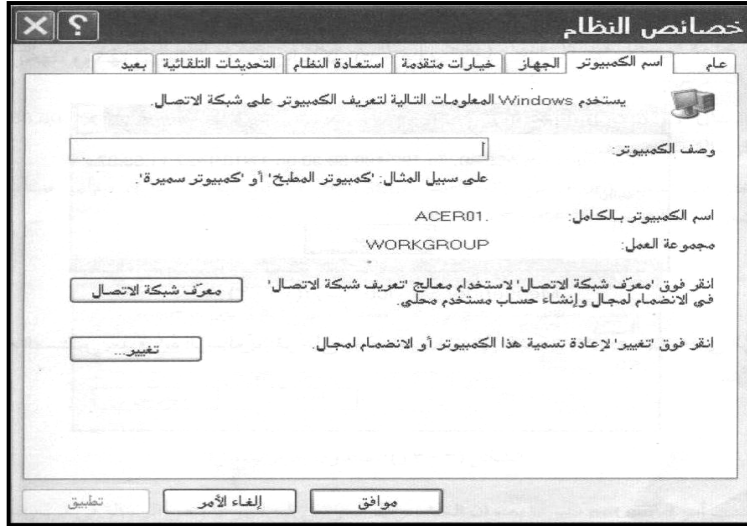 خصائص النظام
عام
اسم الكمبيوتر
الجهاز
خيارات متقدمة
استعادة النظام
التحديثات التلقائية
بعيد
يستخدم Windows المعلومات التالية لتعريف الكمبيوتر على شبكة الاتصال.
وصف الكمبيوتر:
على سبيل المثال: 'كمبيوتر المطبخ' أو 'كمبيوتر سميرة'.
اسم الكمبيوتر بالكامل: ACER01.
مجموعة العمل: WORKGROUP
انقر فوق 'معرّف شبكة الاتصال' لاستخدام معالج 'تعريف شبكة الاتصال'
في الانضمام لمجال وإنشاء حساب مستخدم محلي.
معرّف شبكة الاتصال
انقر فوق 'تغيير' لإعادة تسمية هذا الكمبيوتر أو الانضمام لمجال.
تغيير...
موافق
إلغاء الأمر
تطبيق